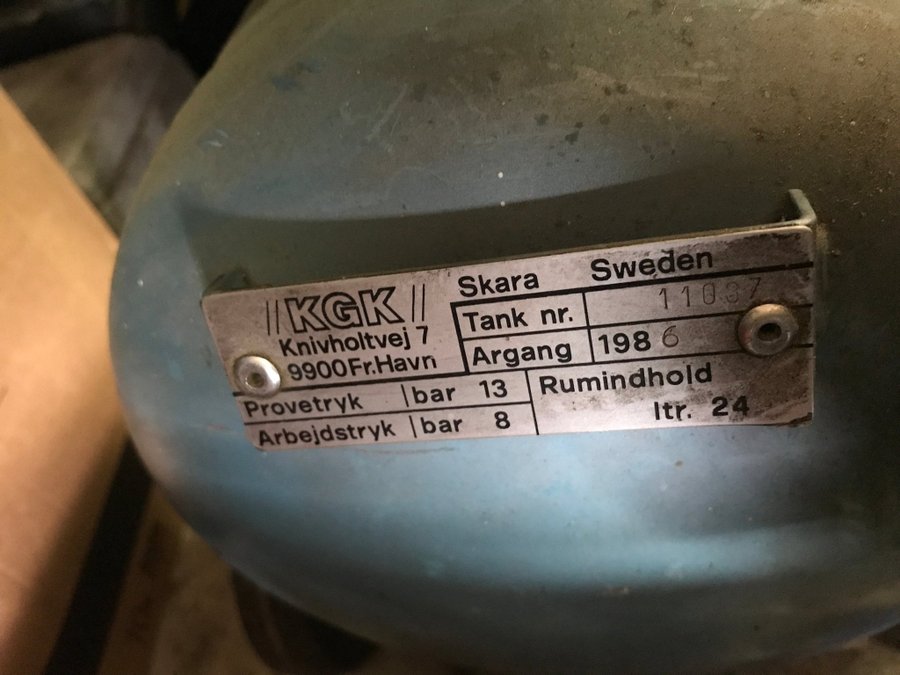 KGK
Knivholtvej 7
9900 Fr.Havn
Skara Sweden
Tank nr. 11037
Argang 1986
Provetryk bar 13
Arbejdstryk bar 8
Rumindhold
ltr. 24